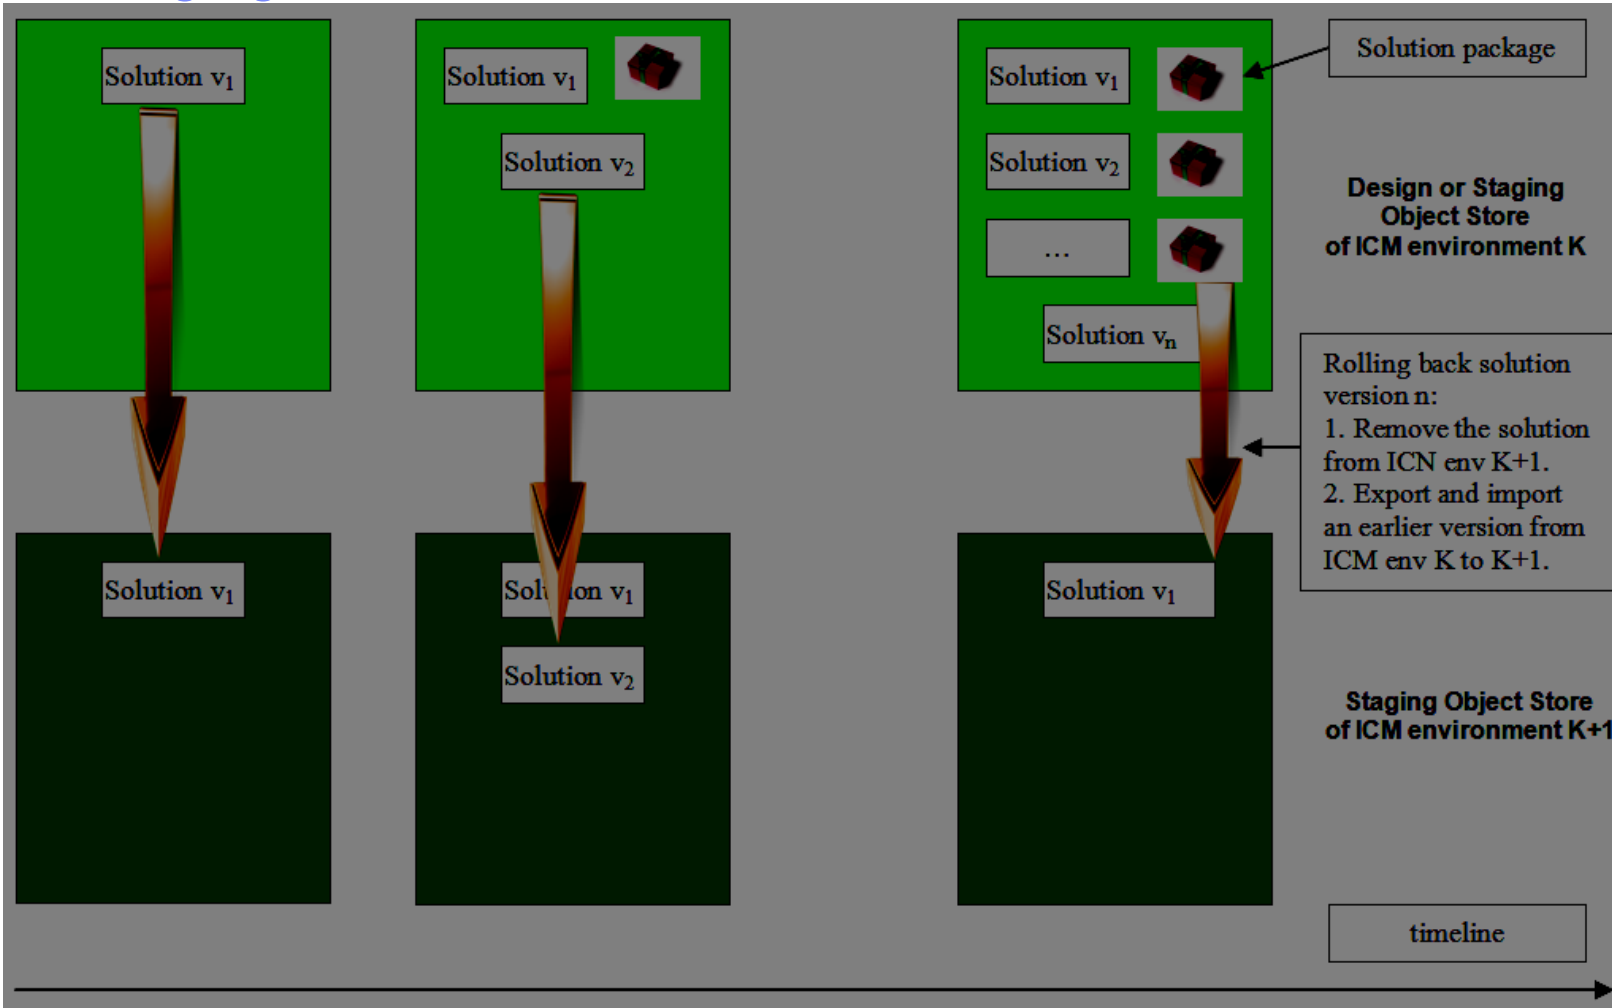 Solution v1
Solution v1
Solution v2
Solution v1
Solution v2
...
Solution vn
Solution package
Design or Staging
Object Store
of ICM environment K
Rolling back solution
version n:
1. Remove the solution
from ICN env K+1.
2. Export and import
an earlier version from
ICM env K to K+1.
Solution v1
Solution v1
Solution v2
Solution v1
Staging Object Store
of ICM environment K+1
timeline